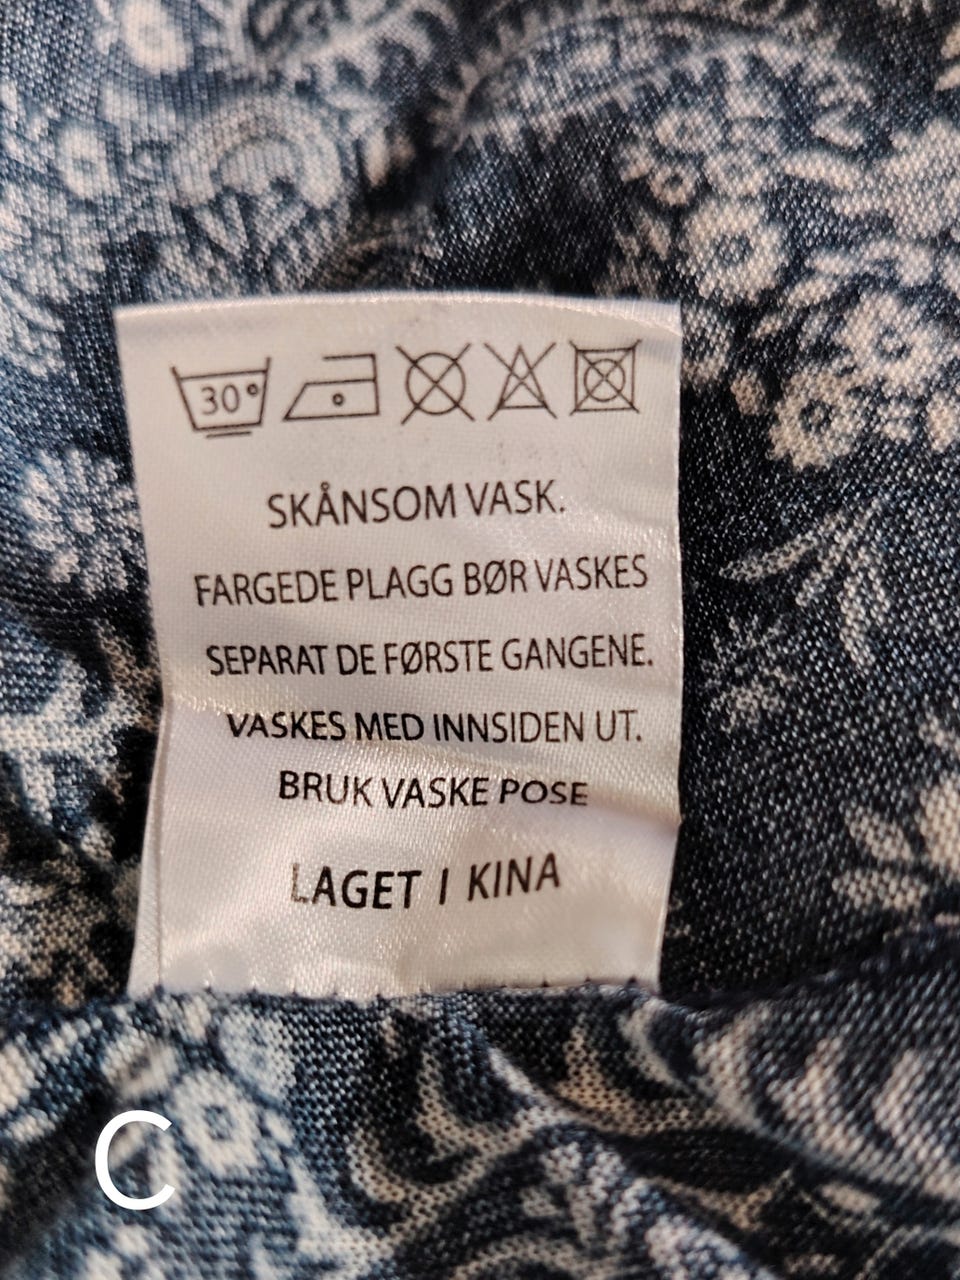 30°
SKÅNSOM VASK.
FARGEDE PLAGG BØR VASKES
SEPARAT DE FØRSTE GANGENE.
VASKES MED INNSIDEN UT.
BRUK VASKE POSE
LAGET I KINA
C